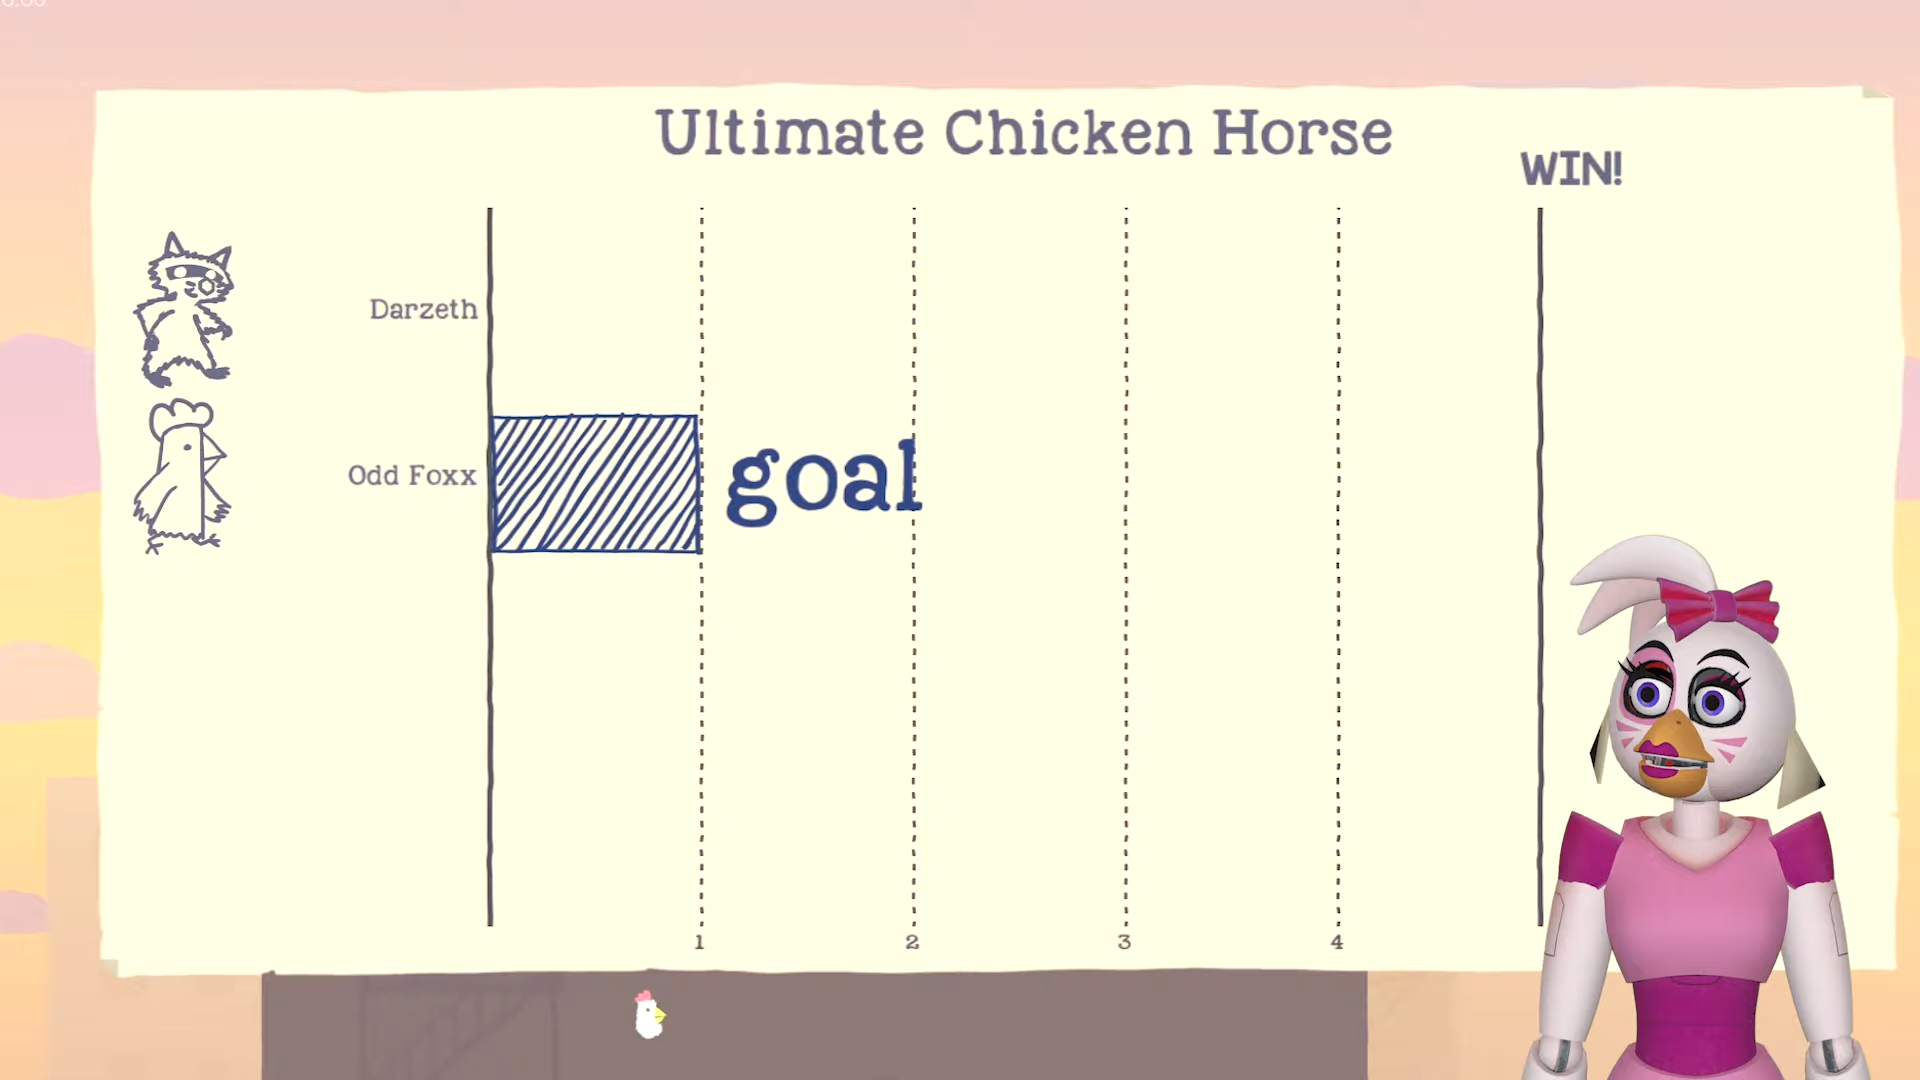 Ultimate Chicken Horse
WIN!
Darzeth
Odd Foxx
goal
1 2 3 4